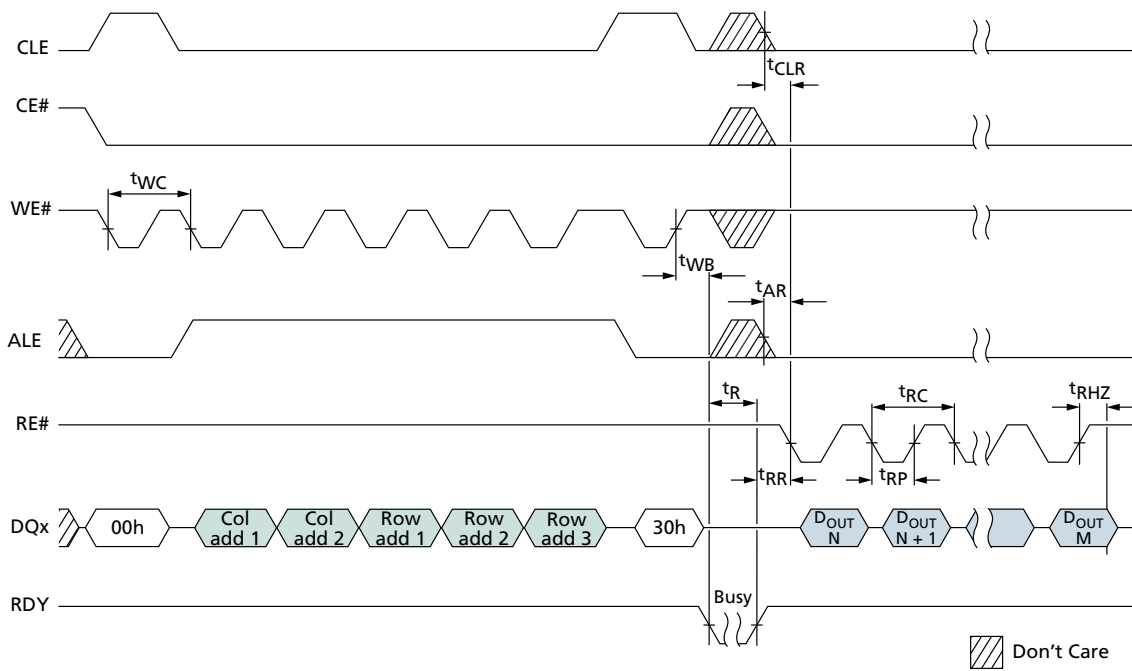 CLE
tCLR
CE#
tWC
WE#
tWB
tAR
ALE
tR
tRC
tRHZ
RE#
tRR
tRP
DQx
00h
Col
add 1
Col
add 2
Row
add 1
Row
add 2
Row
add 3
30h
DOUT
N
DOUT
N + 1
DOUT
M
RDY
Busy
Don't Care